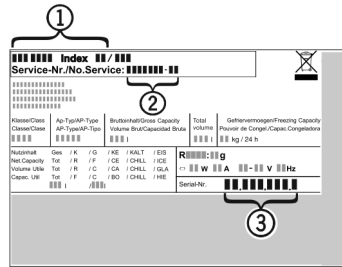 1
Index /
Service-Nr./No.Service: -
2
Klasse/Class Ap-Typ/AP-Type Bruttoinhalt/Gross Capacity Total Gefriervermoegen/Freezing Capacity
Classe/Clase AP-Type/AP-Tipo Volume Brut/Capacidad Bruta volume Pouvoir de Congel./Capac.Congeladora
l l kg / 24 h
Nutzinhalt Ges / K / G / KE / KALT / EIS
Net.Capacity Tot / R / F / CE / CHILL / ICE
Volume Utile Tot / R / C / CA / CHILL / GLA
Capac. Util Tot / F / C / BO / CHILL / HIE
l / l
R : g
W A - V Hz
Serial-Nr. . . .
3